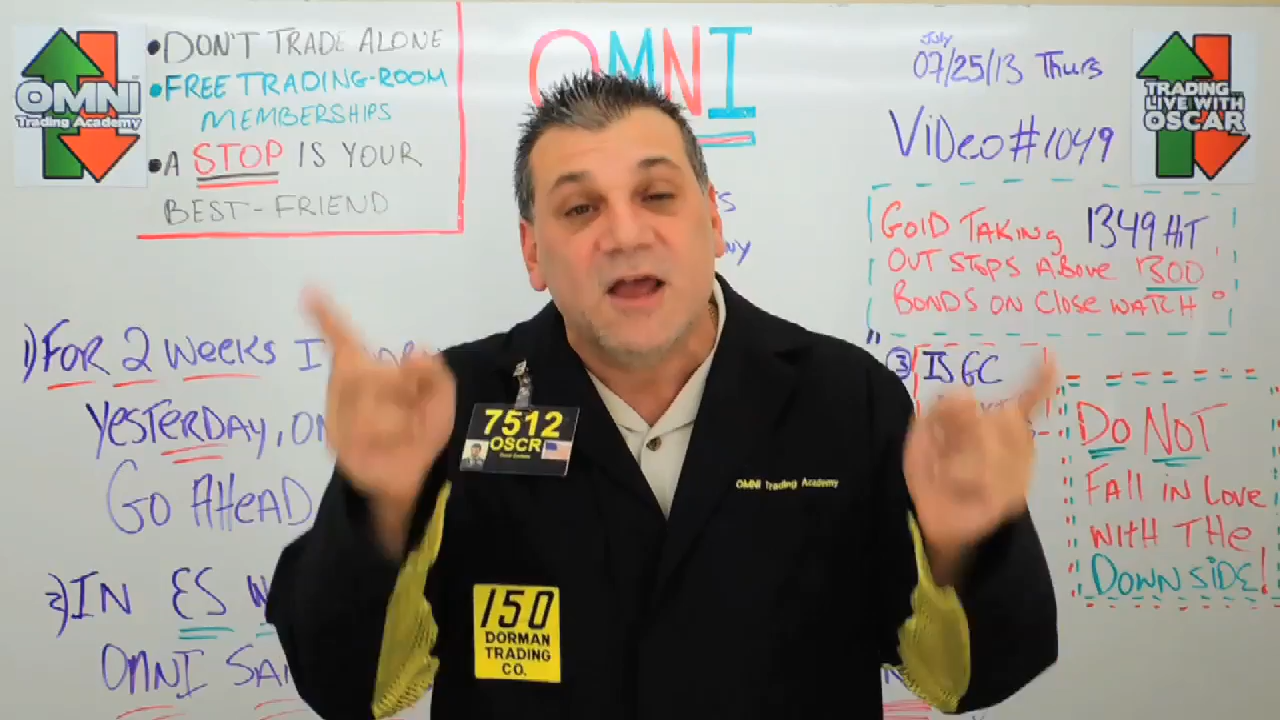 OMNI
Trading Academy
•DON'T TRADE ALONE
•FREE TRADING-ROOM
MEMBERSHIPS
•A STOP IS YOUR
BEST-FRIEND
OMNI
July
07/25/13 Thurs
ViDeo#1049
TRADING
LIVE WITH
OSCAR
GOLD TAKING 1349 HiT
OUT STOPS ABOVE 1300
BONDS ON CLOSE WATCH
1) FOR 2 Weeks I
YESTERDAY,
GO AHeAD
2) IN ES
OMNI
3 IS GC
DO NOT
FAll iN LOVE
WITH THe
DOWNSIDE!
7512
OSCR
OMNI Trading Academy
150
DORMAN
TRADING
CO.